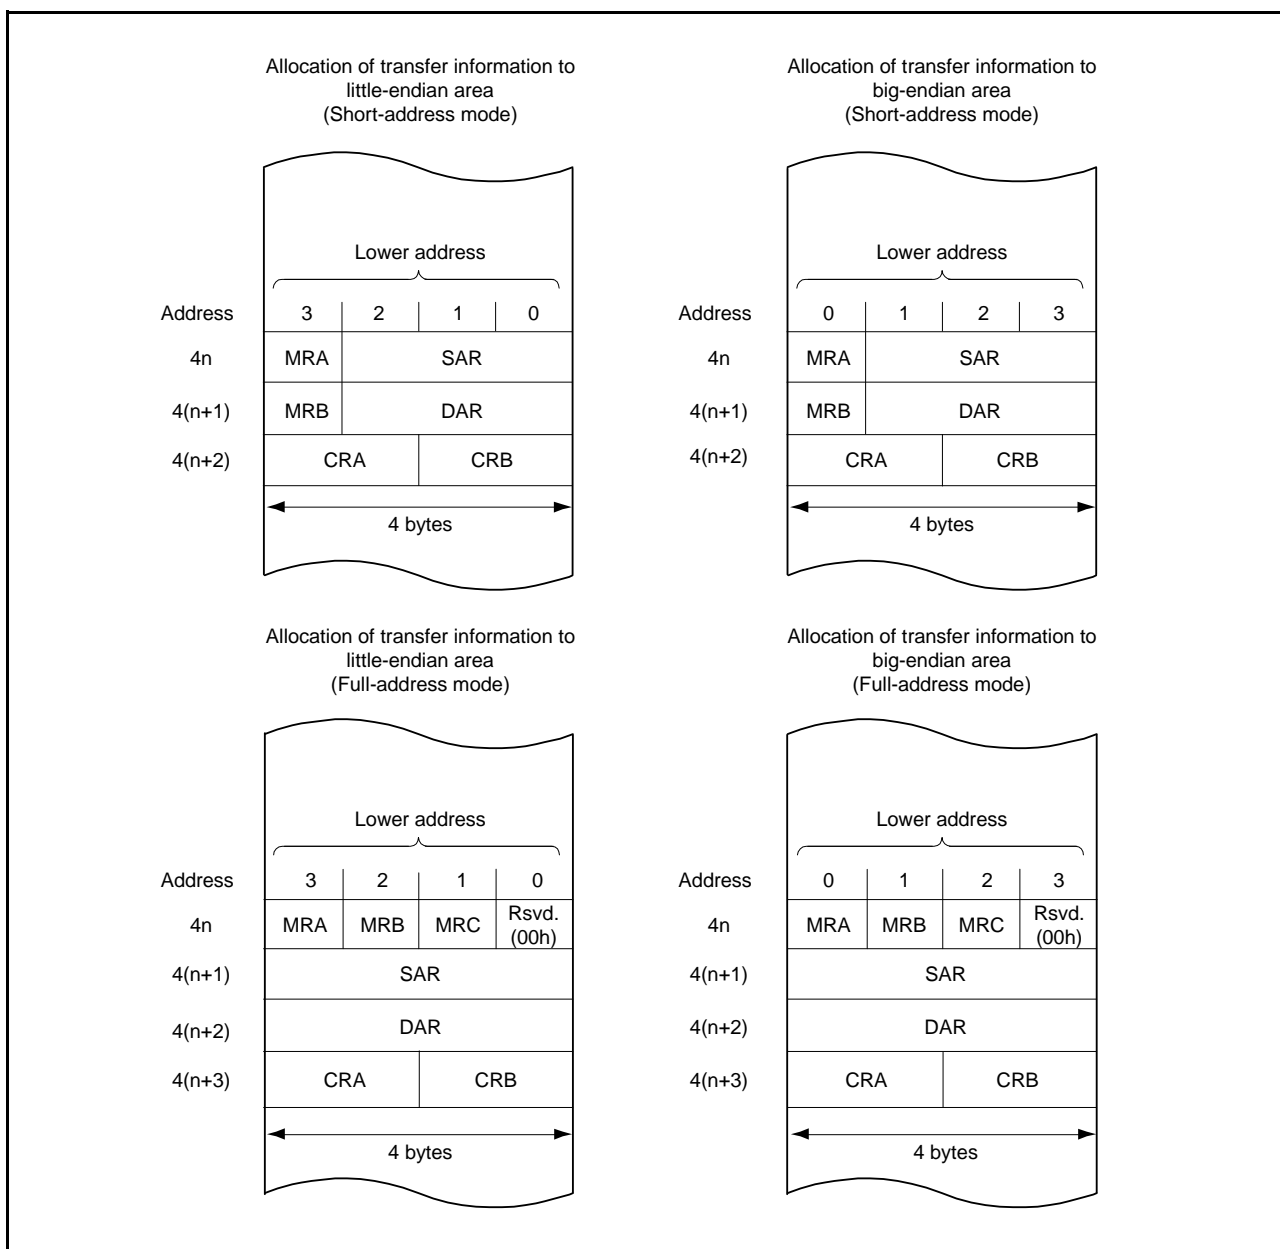 Allocation of transfer information to
little-endian area
(Short-address mode)
Lower address
Address 3 2 1 0
4n MRA SAR
4(n+1) MRB DAR
4(n+2) CRA CRB
4 bytes
Allocation of transfer information to
big-endian area
(Short-address mode)
Lower address
Address 0 1 2 3
4n MRA SAR
4(n+1) MRB DAR
4(n+2) CRA CRB
4 bytes
Allocation of transfer information to
little-endian area
(Full-address mode)
Lower address
Address 3 2 1 0
4n MRA MRB MRC Rsvd.
(00h)
4(n+1) SAR
4(n+2) DAR
4(n+3) CRA CRB
4 bytes
Allocation of transfer information to
big-endian area
(Full-address mode)
Lower address
Address 0 1 2 3
4n MRA MRB MRC Rsvd.
(00h)
4(n+1) SAR
4(n+2) DAR
4(n+3) CRA CRB
4 bytes